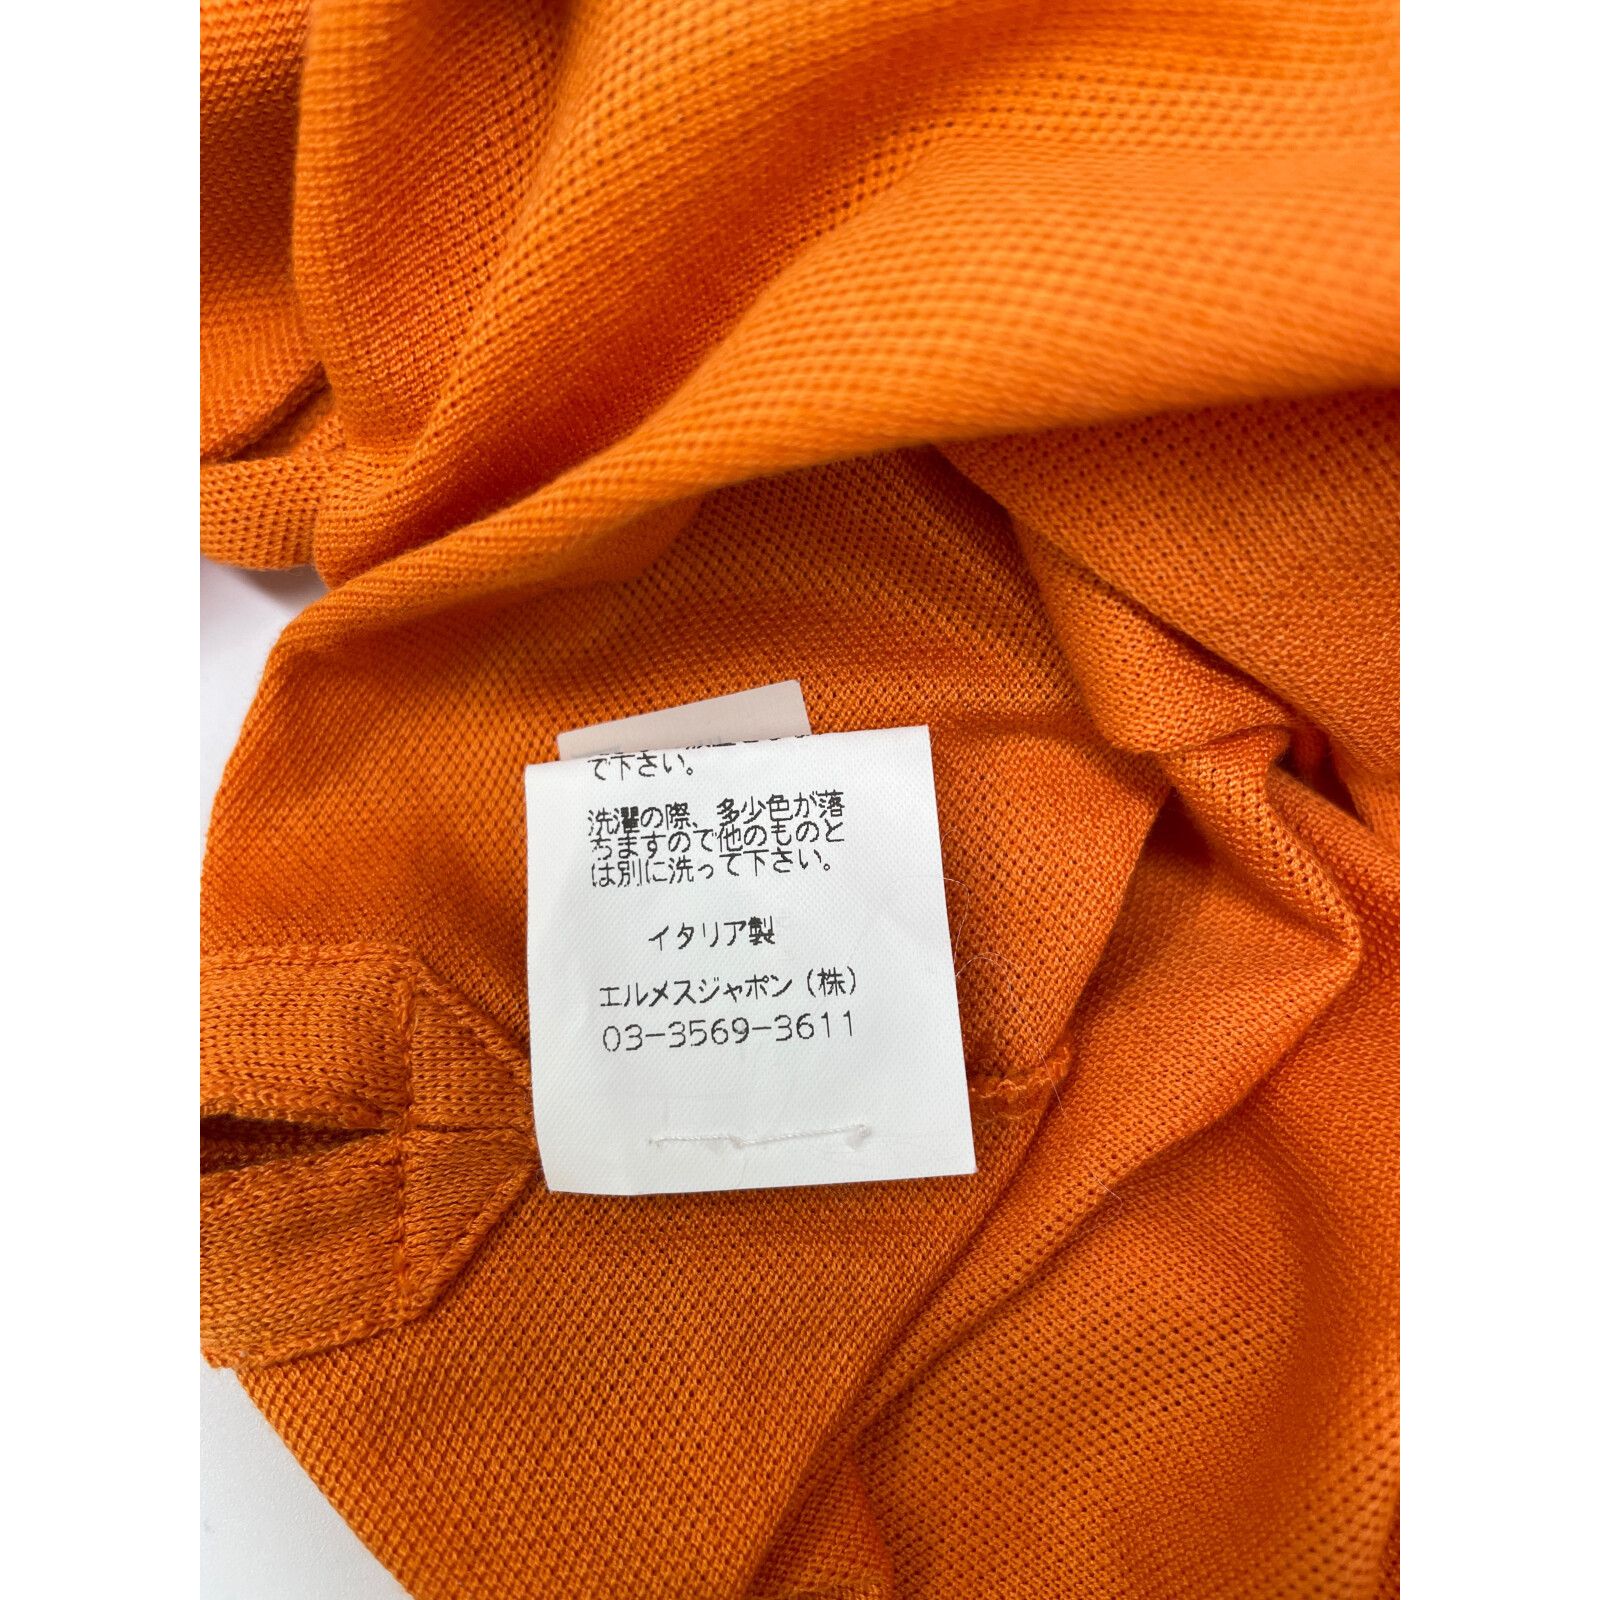 で下さい。
洗濯の際、多少色が落
ちますので他のものと
は別に洗って下さい。
イタリア製
エルメスジャポン（株）
03-3569-3611